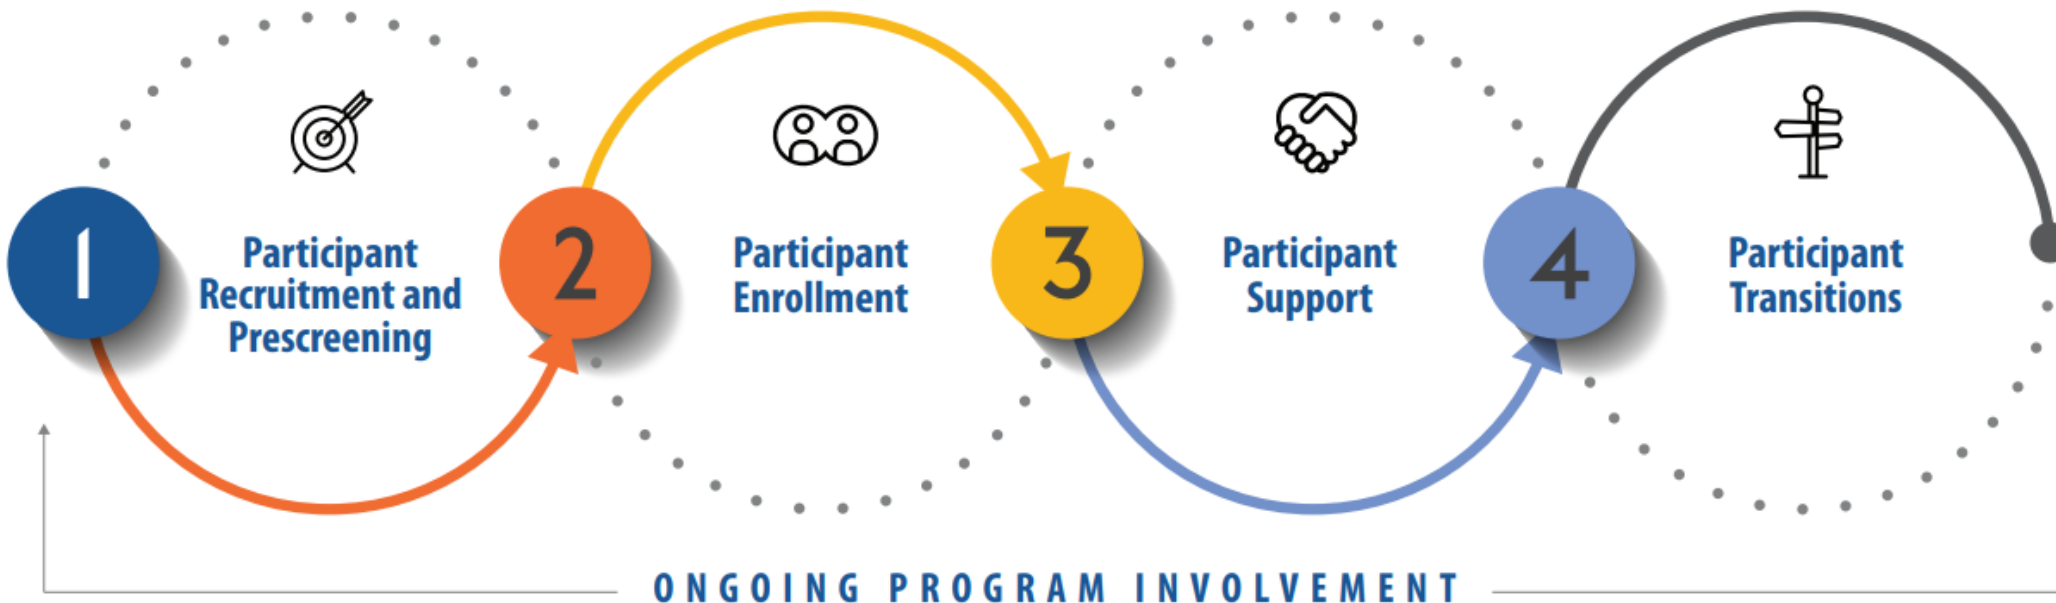 1
Participant
Recruitment and
Prescreening
2
Participant
Enrollment
3
Participant
Support
4
Participant
Transitions
ONGOING PROGRAM INVOLVEMENT